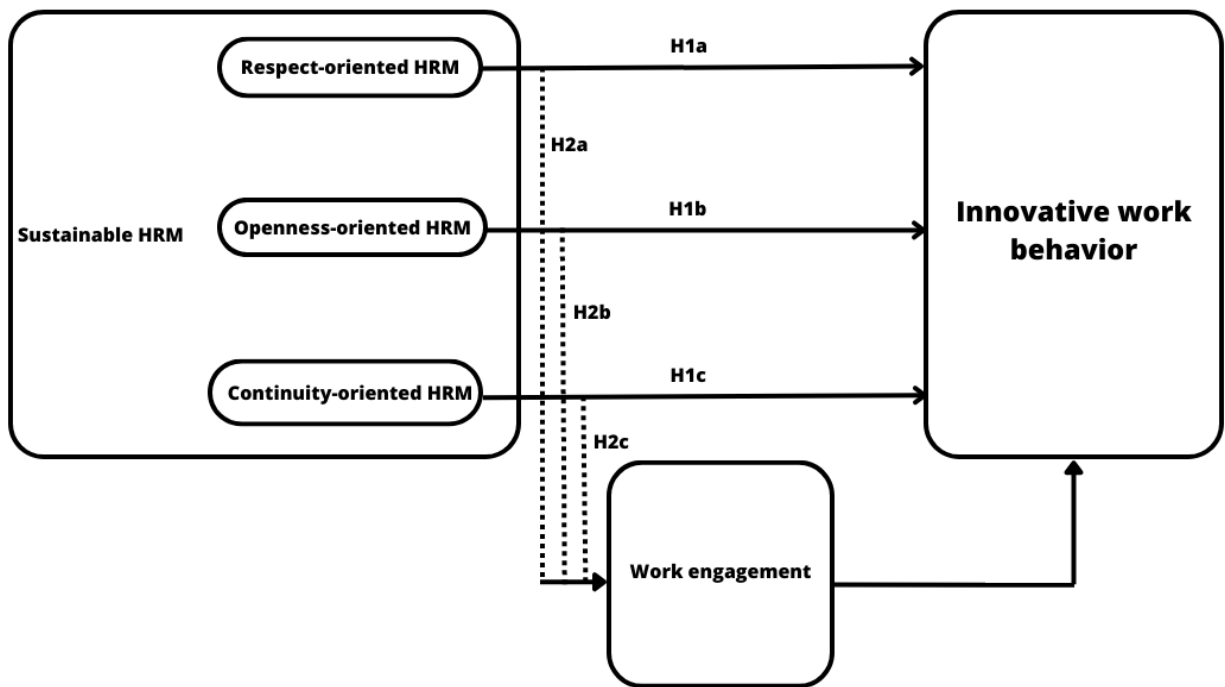 Respect-oriented HRM
H1a
H2a
Sustainable HRM
Openness-oriented HRM
H1b
Innovative work
behavior
H2b
Continuity-oriented HRM
H1c
H2c
Work engagement